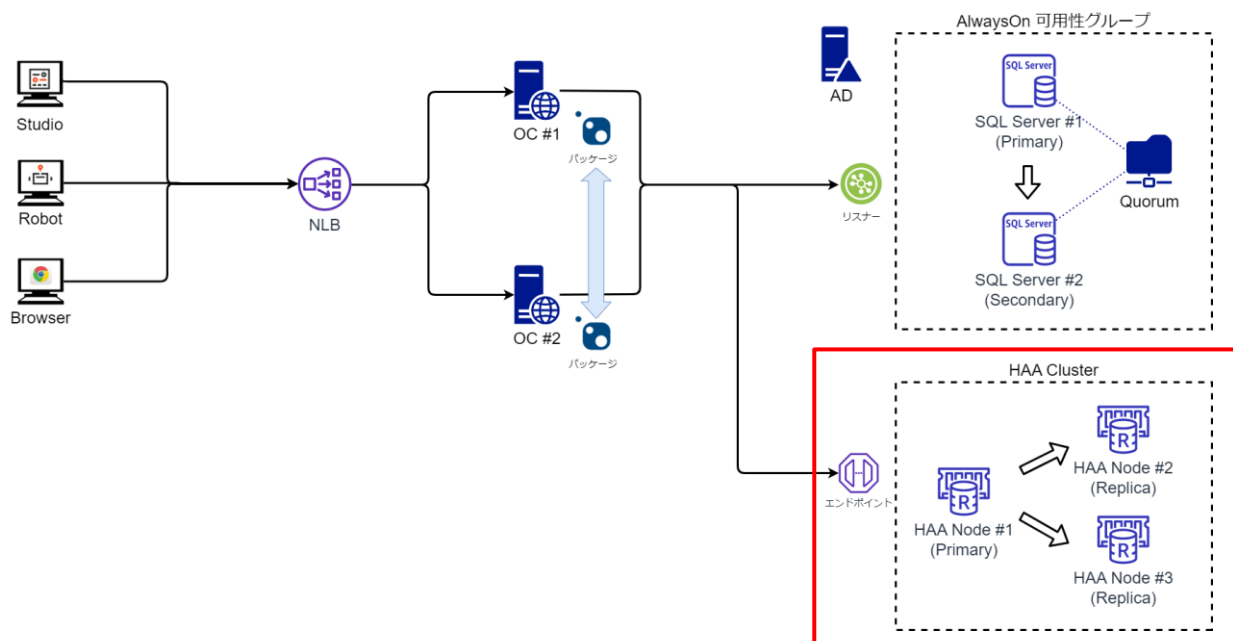 AlwaysOn 可用性グループ
Studio
Robot
Browser
NLB
OC #1
パッケージ
OC #2
パッケージ
AD
リスナー
SQL Server
SQL Server #1
(Primary)
Quorum
SQL Server
SQL Server #2
(Secondary)
HAA Cluster
エンドポイント
R
HAA Node #1
(Primary)
R
HAA Node #2
(Replica)
R
HAA Node #3
(Replica)